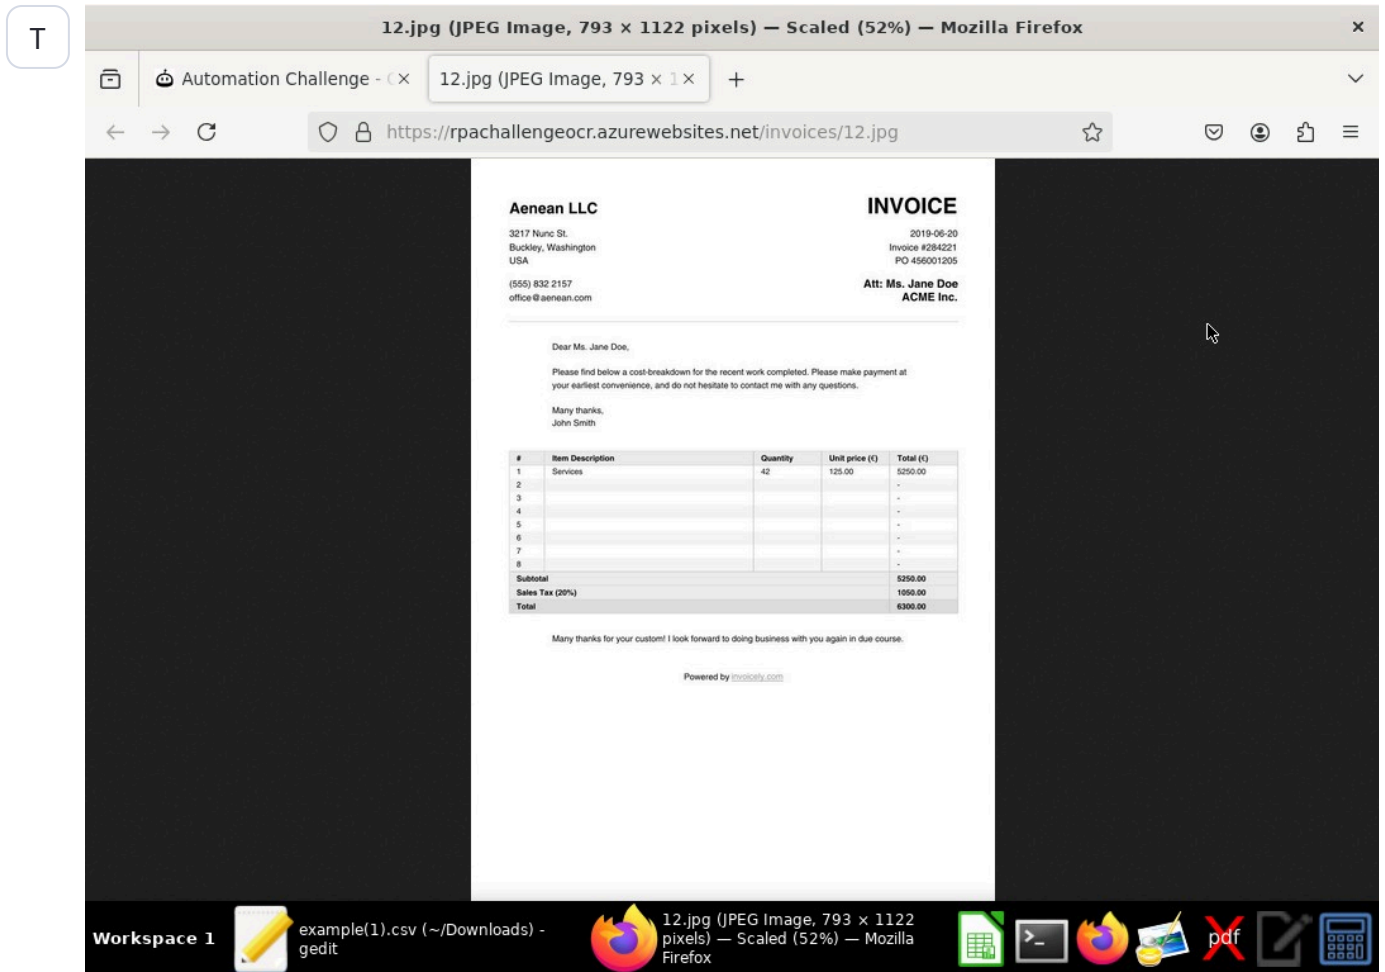 T
12.jpg (JPEG Image, 793 × 1122 pixels) — Scaled (52%) — Mozilla Firefox
Automation Challenge -
12.jpg (JPEG Image, 793 × 1
https://rpachallengeocr.azurewebsites.net/invoices/12.jpg
Aenean LLC
INVOICE
3217 Nunc St.
2019-06-20
Buckley, Washington
Invoice #284221
USA
PO 456001205
(555) 832 2157
Att: Ms. Jane Doe
office@aenean.com
ACME Inc.
Dear Ms. Jane Doe,
Please find below a cost-breakdown for the recent work completed. Please make payment at
your earliest convenience, and do not hesitate to contact me with any questions.
Many thanks,
John Smith
# Item Description Quantity Unit price (€) Total (€)
1 Services 42 125.00 5250.00
2 -
3 -
4 -
5 -
6 -
7 -
8 -
Subtotal 5250.00
Sales Tax (20%) 1050.00
Total 6300.00
Many thanks for your custom! I look forward to doing business with you again in due course.
Powered by invoicely.com
Workspace 1
example(1).csv (~/Downloads) -
gedit
12.jpg (JPEG Image, 793 × 1122
pixels) — Scaled (52%) — Mozilla
Firefox
pdf